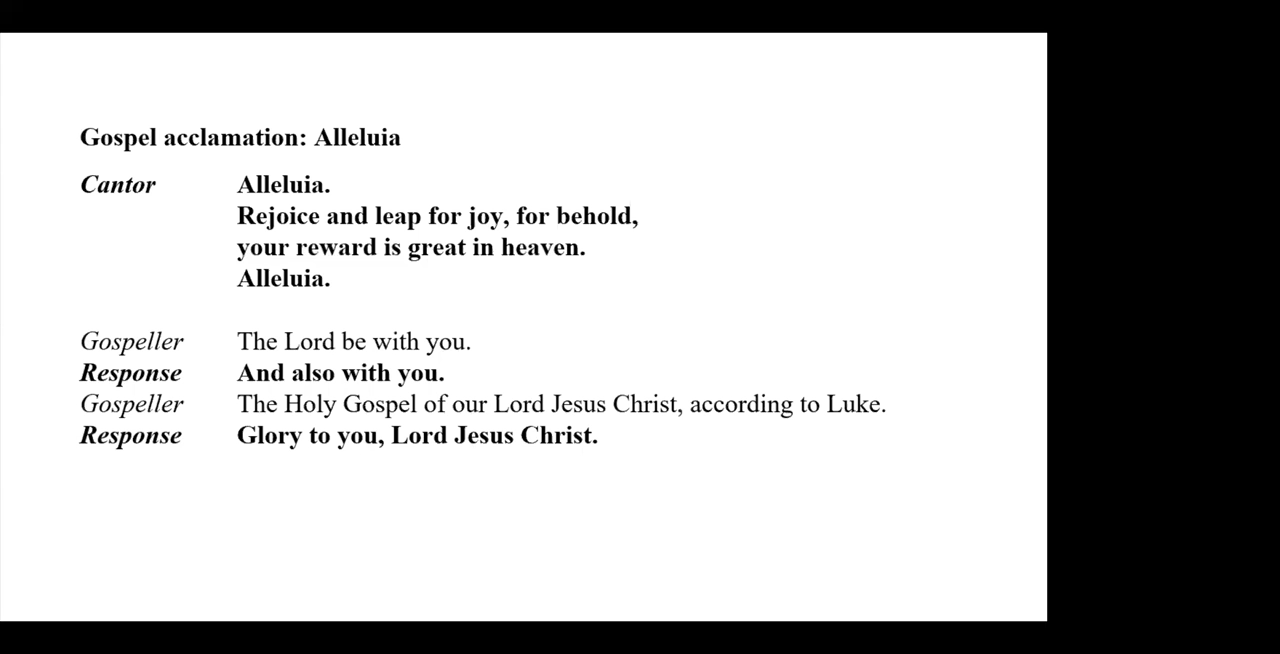 Gospel acclamation: Alleluia
Cantor Alleluia.
Rejoice and leap for joy, for behold,
your reward is great in heaven.
Alleluia.
Gospeller The Lord be with you.
Response And also with you.
Gospeller The Holy Gospel of our Lord Jesus Christ, according to Luke.
Response Glory to you, Lord Jesus Christ.